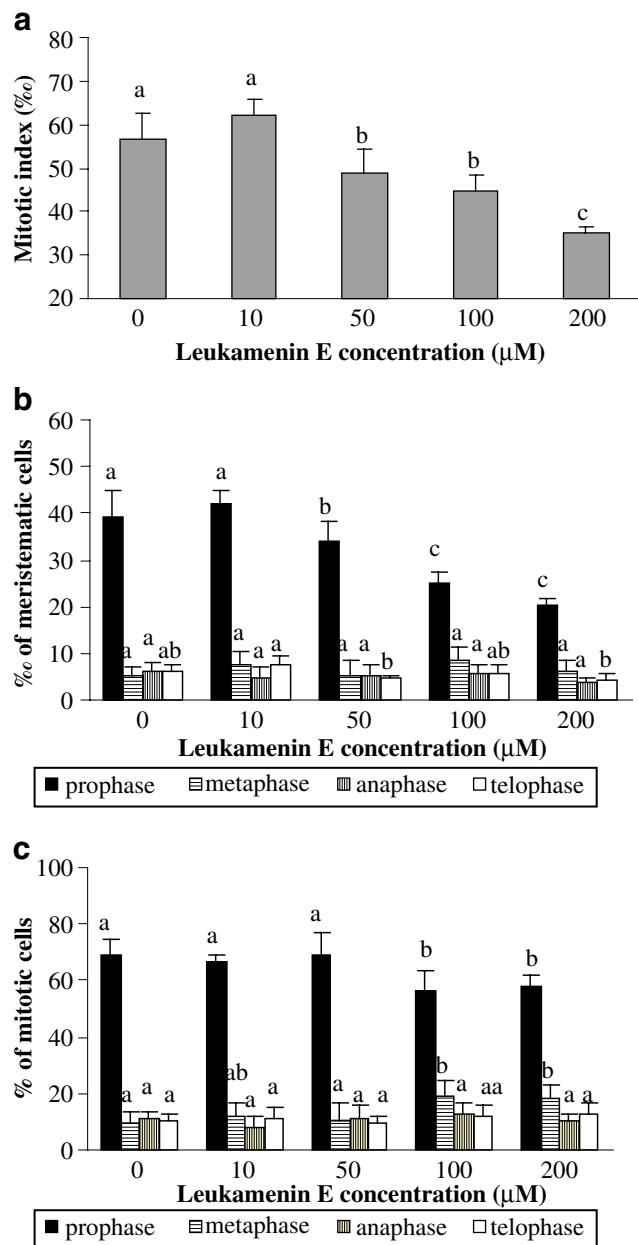 a
Mitotic index (‰)
80
70
60
50
40
30
20
a
a
b
b
c
0 10 50 100 200
Leukamenin E concentration (µM)
b
‰ of meristematic cells
60
50
40
30
20
10
0
a a b c c
a a ab a a a a a b a a ab a a b
0 10 50 100 200
Leukamenin E concentration (µM)
prophase metaphase anaphase telophase
c
% of mitotic cells
100
80
60
40
20
0
a a a b b
a a a ab a a a a a b a aa b a a
0 10 50 100 200
Leukamenin E concentration (µM)
prophase metaphase anaphase telophase